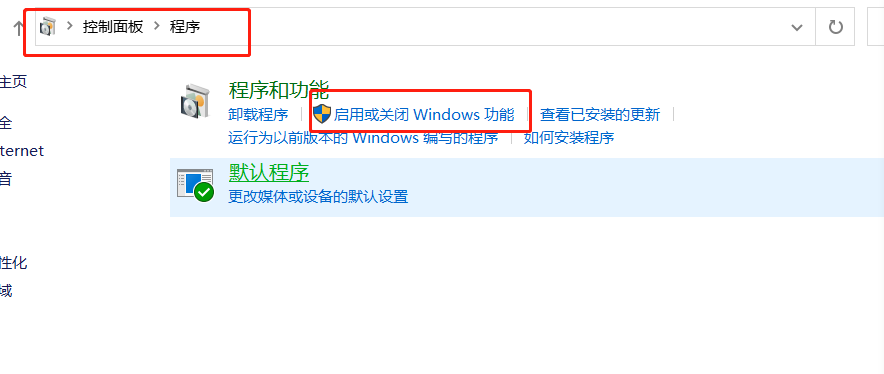 控制面板 程序
主页
程序和功能
卸载程序 启用或关闭 Windows 功能 查看已安装的更新
运行为以前版本的 Windows 编写的程序 如何安装程序
默认程序
更改媒体或设备的默认设置
全
ternet
音
性化
域